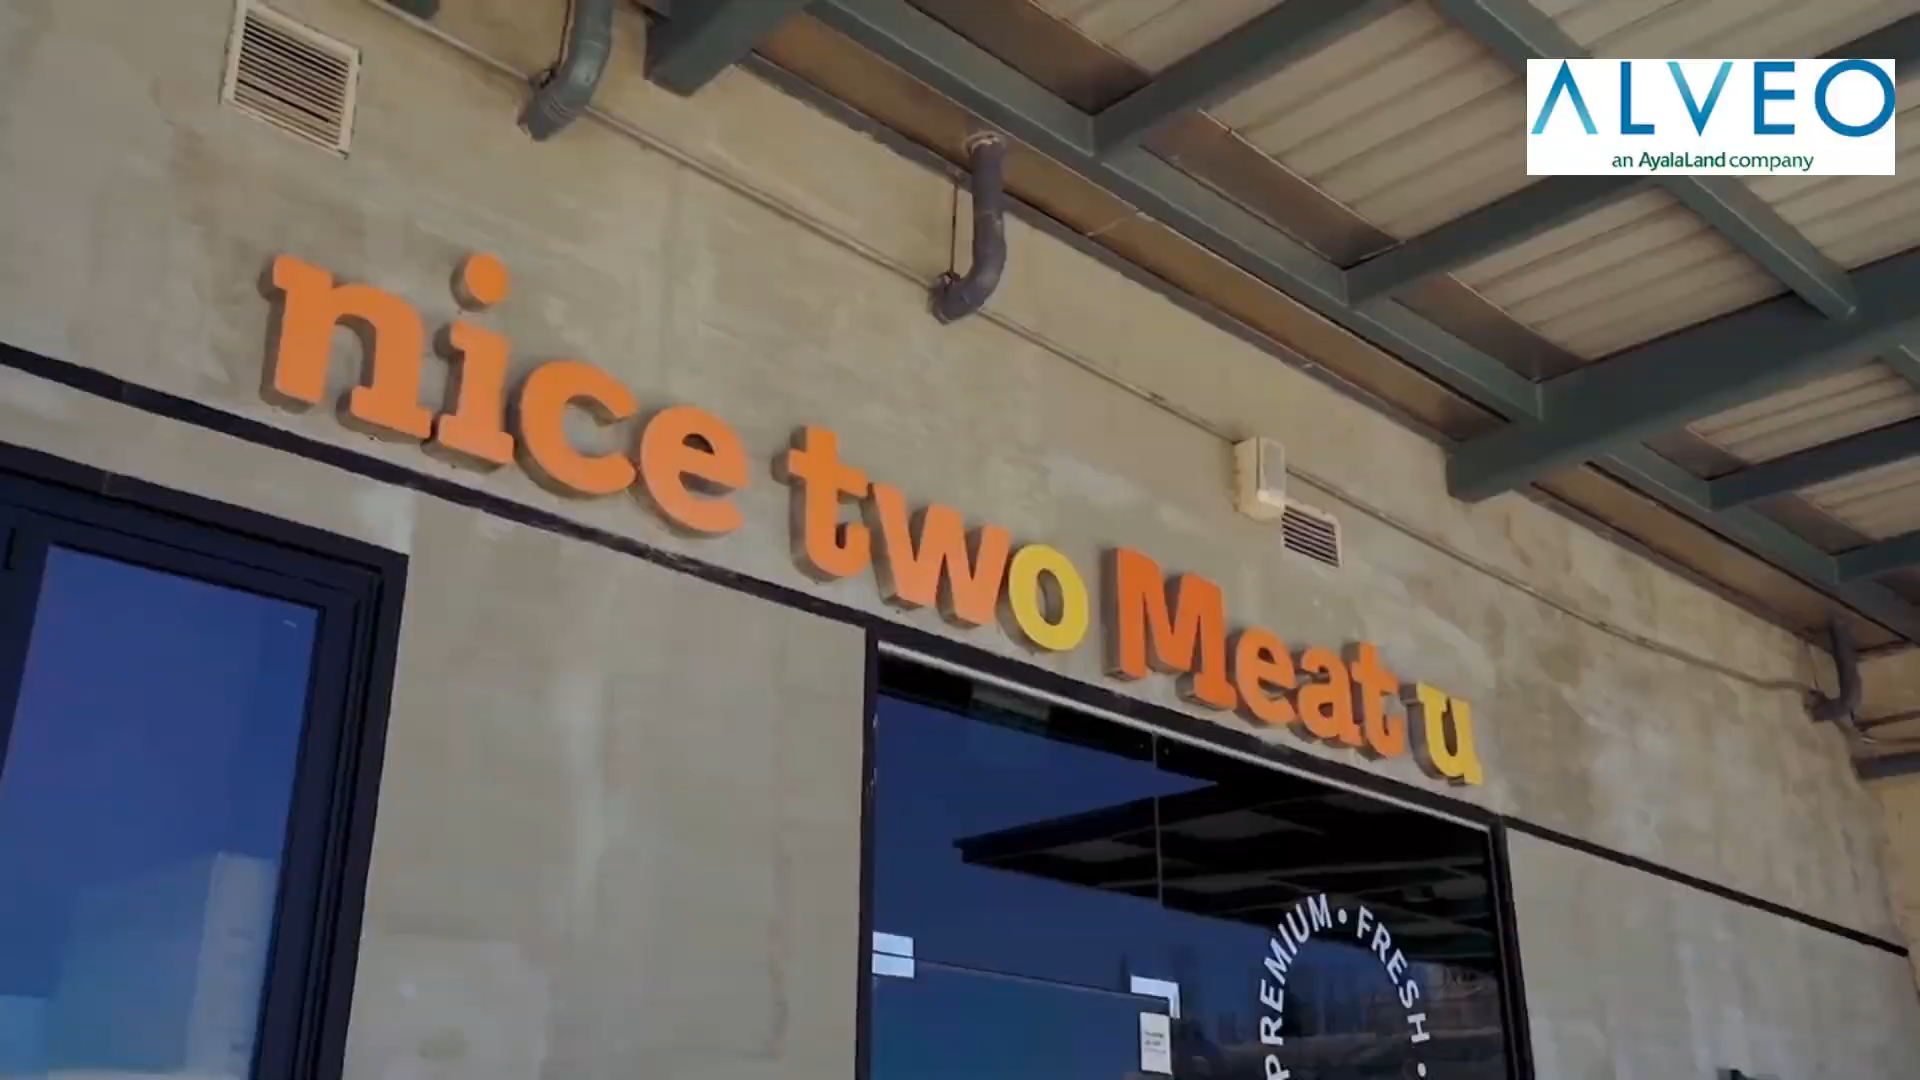 ALVEO
an AyalaLand company
nice two Meat u
PREMIUM • FRESH •